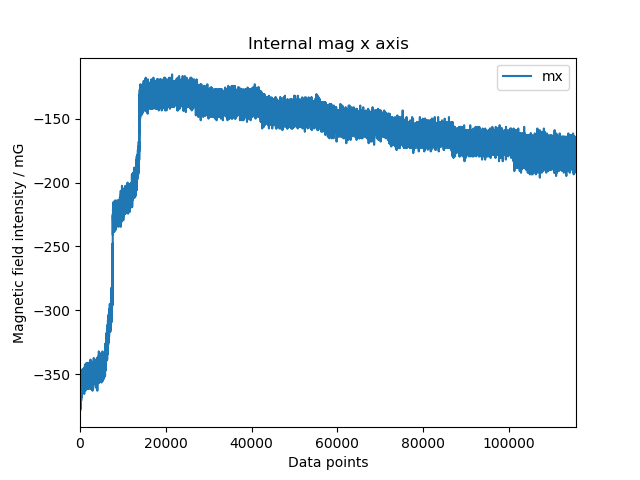 Internal mag x axis
mx
Magnetic field intensity / mG
−150
−200
−250
−300
−350
0 20000 40000 60000 80000 100000
Data points